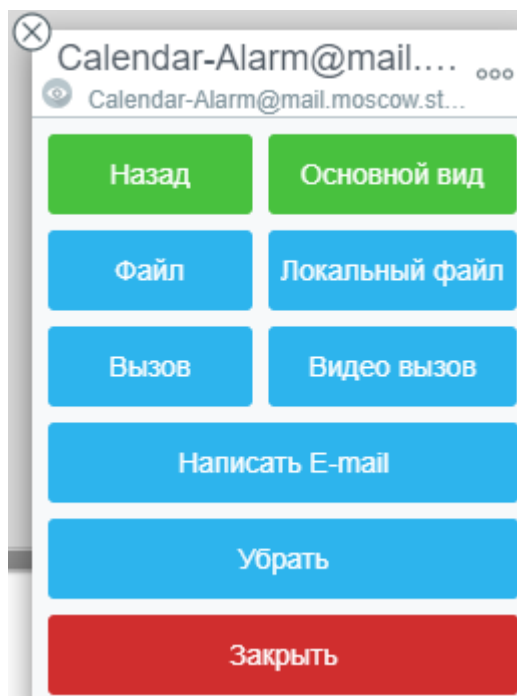 Calendar-Alarm@mail....
Calendar-Alarm@mail.moscow.st...
Назад Основной вид
Файл Локальный файл
Вызов Видео вызов
Написать E-mail
Убрать
Закрыть